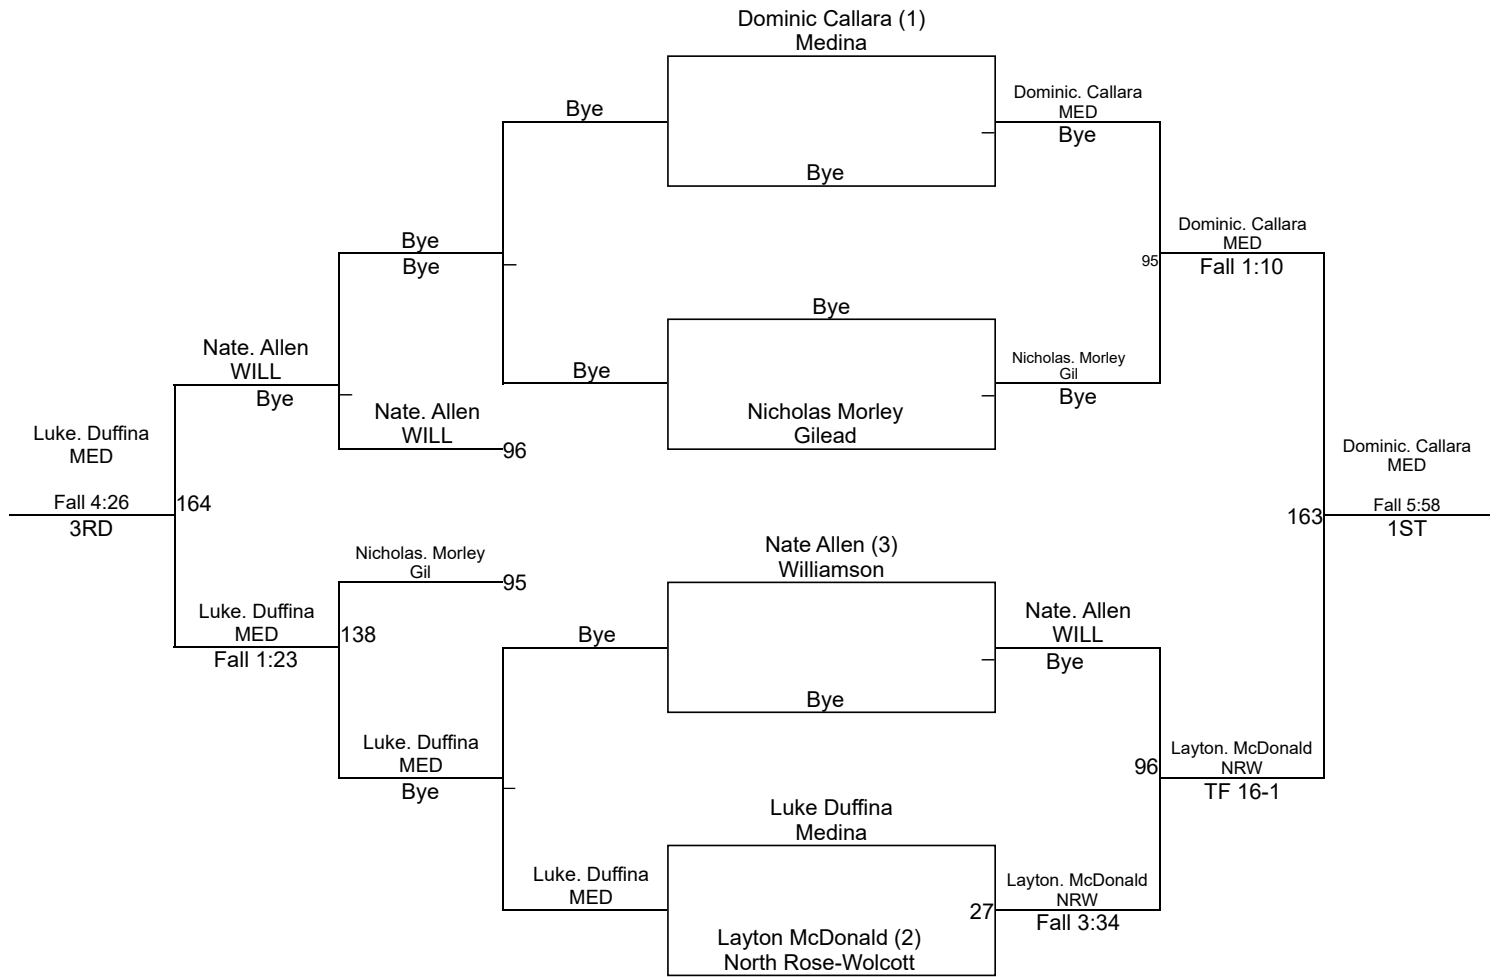 Dominic Callara (1)
Medina
Bye
Dominic. Callara
MED
Bye
Bye
Dominic. Callara
MED
95
Fall 1:10
Bye
Bye
Bye
Bye
Nicholas Morley
Gilead
Nicholas. Morley
Gil
Bye
Nate. Allen
WILL
Bye
Nate. Allen
WILL
96
Luke. Duffina
MED
Fall 4:26
3RD
164
Dominic. Callara
MED
Fall 5:58
1ST
163
Nicholas. Morley
Gil
95
Nate Allen (3)
Williamson
Luke. Duffina
MED
Fall 1:23
138
Bye
Bye
Nate. Allen
WILL
Bye
Luke. Duffina
MED
Bye
96
Layton. McDonald
NRW
TF 16-1
Luke Duffina
Medina
Luke. Duffina
MED
27
Layton McDonald (2)
North Rose-Wolcott
Layton. McDonald
NRW
Fall 3:34